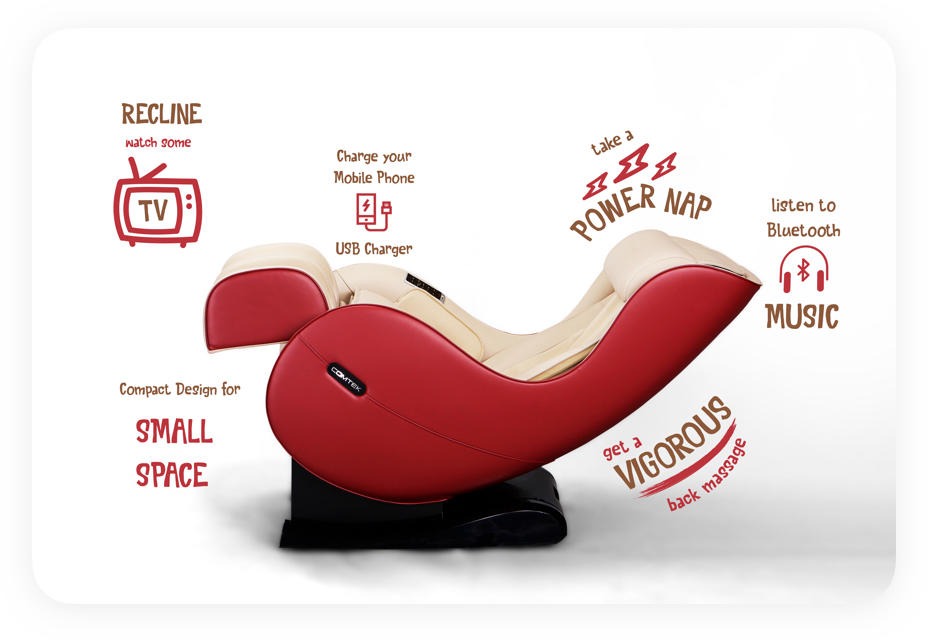 RECLINE
watch some
TV
Charge your
Mobile Phone
USB Charger
take a
POWER NAP
listen to
Bluetooth
MUSIC
COMTEK
Compact Design for
SMALL
SPACE
get a
VIGOROUS
back massage